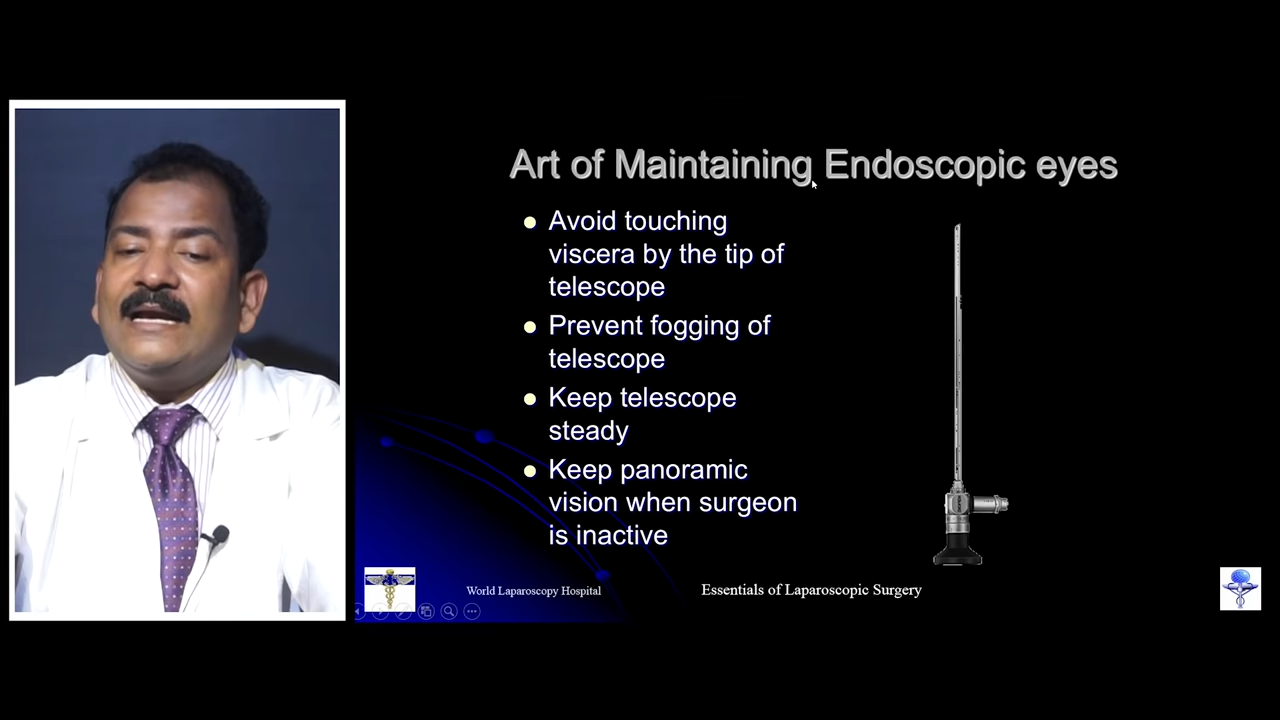 Art of Maintaining Endoscopic eyes
Avoid touching
viscera by the tip of
telescope
Prevent fogging of
telescope
Keep telescope
steady
Keep panoramic
vision when surgeon
is inactive
World Laparoscopy Hospital
Essentials of Laparoscopic Surgery